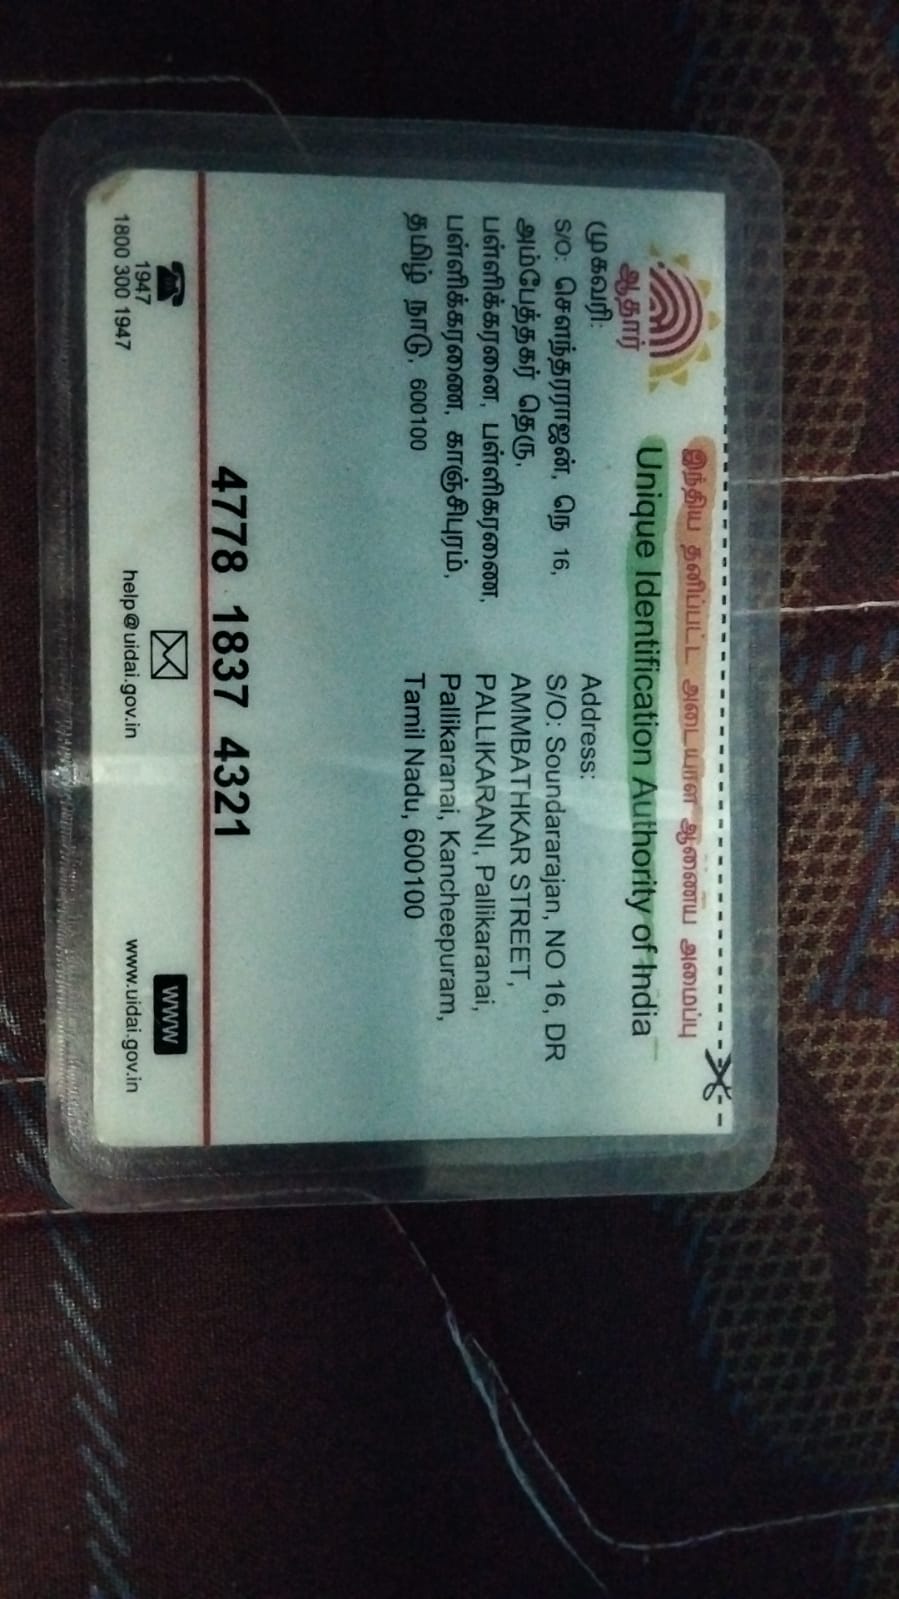 இந்திய தனிப்பட்ட அடையாள ஆணைய அமைப்பு
Unique Identification Authority of India
ஆதார்
முகவரி:
S/O: சௌந்தரராஜன், நெ 16,
அம்பேத்கர் தெரு,
பள்ளிக்கரனை, பள்ளிகரணை,
பள்ளிக்கரணை, காஞ்சிபுரம்,
தமிழ் நாடு, 600100
Address:
S/O: Soundararajan, NO 16, DR
AMMBATHKAR STREET,
PALLIKARANI, Pallikaranai,
Pallikaranai, Kancheepuram,
Tamil Nadu, 600100
4778 1837 4321
1947
1800 300 1947
help@uidai.gov.in
WWW
www.uidai.gov.in